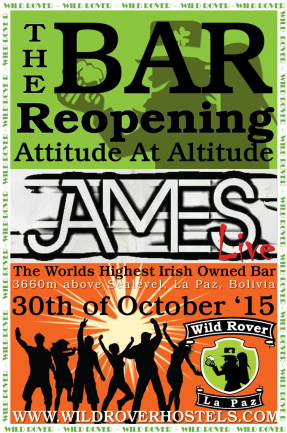 WILD ROVER - WILD ROVER - WILD ROVER - WILD ROVER - WILD ROVER
THE
BAR
Reopening
Attitude At Altitude
JAMES
Live
The Worlds Highest Irish Owned Bar
3660m above Sealevel, La Paz, Bolivia
30th of October ‘15
Wild Rover
La Paz
WWW.WILDROVERHOSTELS.COM
WILD ROVER - WILD ROVER - WILD ROVER - WILD ROVER - WILD ROVER